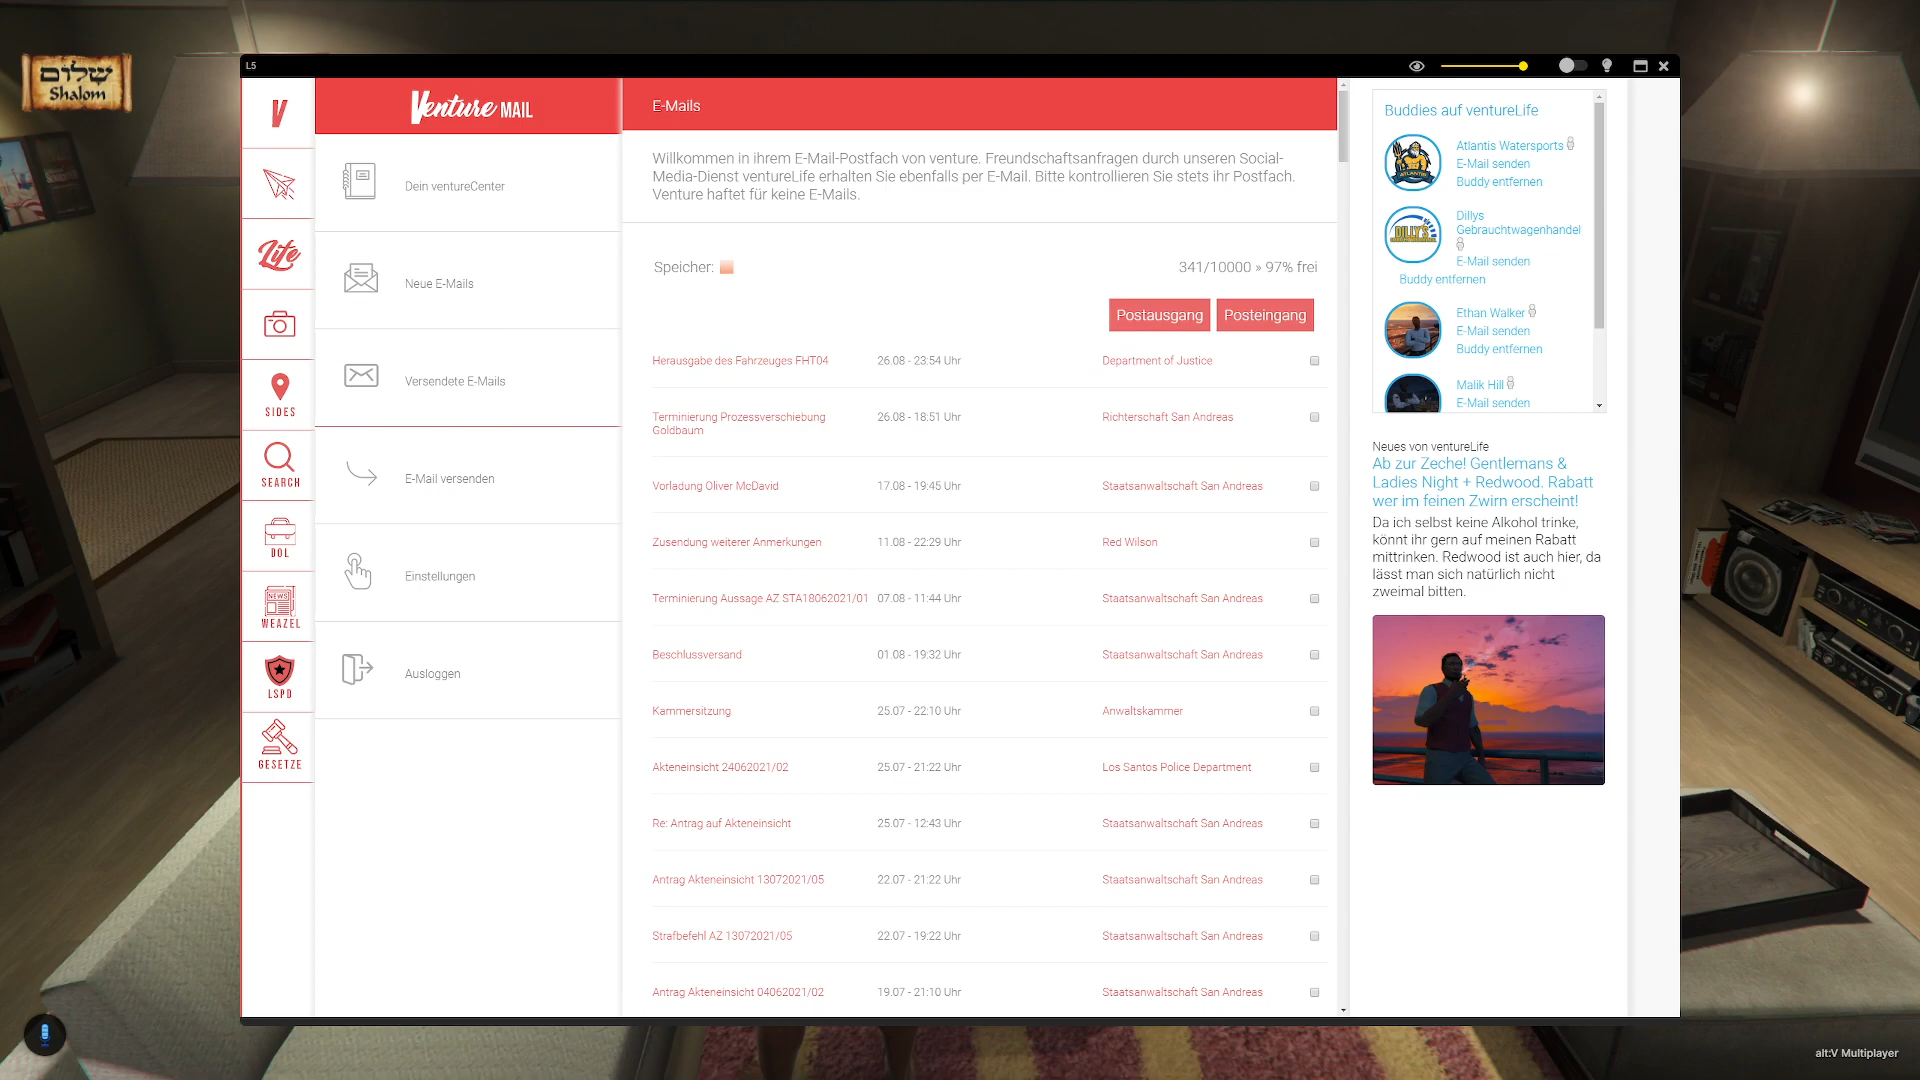 שלום
Shalom
L5
V
Life
SIDES
SEARCH
DOL
NEWS
WEAZEL
LSPD
GESETZE
Venture MAIL
Dein ventureCenter
Neue E-Mails
Versendete E-Mails
E-Mail versenden
Einstellungen
Ausloggen
E-Mails
Willkommen in ihrem E-Mail-Postfach von venture. Freundschaftsanfragen durch unseren Social-
Media-Dienst ventureLife erhalten Sie ebenfalls per E-Mail. Bitte kontrollieren Sie stets ihr Postfach.
Venture haftet für keine E-Mails.
Speicher: 341/10000 » 97% frei
Postausgang Posteingang
Herausgabe des Fahrzeuges FHT04 26.08 - 23:54 Uhr Department of Justice
Terminierung Prozessverschiebung 26.08 - 18:51 Uhr Richterschaft San Andreas
Goldbaum
Vorladung Oliver McDavid 17.08 - 19:45 Uhr Staatsanwaltschaft San Andreas
Zusendung weiterer Anmerkungen 11.08 - 22:29 Uhr Red Wilson
Terminierung Aussage AZ STA18062021/01 07.08 - 11:44 Uhr Staatsanwaltschaft San Andreas
Beschlussversand 01.08 - 19:32 Uhr Staatsanwaltschaft San Andreas
Kammersitzung 25.07 - 22:10 Uhr Anwaltskammer
Akteneinsicht 24062021/02 25.07 - 21:22 Uhr Los Santos Police Department
Re: Antrag auf Akteneinsicht 25.07 - 12:43 Uhr Staatsanwaltschaft San Andreas
Antrag Akteneinsicht 13072021/05 22.07 - 21:22 Uhr Staatsanwaltschaft San Andreas
Strafbefehl AZ 13072021/05 22.07 - 19:22 Uhr Staatsanwaltschaft San Andreas
Antrag Akteneinsicht 04062021/02 19.07 - 21:10 Uhr Staatsanwaltschaft San Andreas
Buddies auf ventureLife
ATLANTIS
Atlantis Watersports
E-Mail senden
Buddy entfernen
DILLY'S
Dillys
Gebrauchtwagenhandel
E-Mail senden
Buddy entfernen
Ethan Walker
E-Mail senden
Buddy entfernen
Malik Hill
E-Mail senden
Neues von ventureLife
Ab zur Zeche! Gentlemans &
Ladies Night + Redwood. Rabatt
wer im feinen Zwirn erscheint!
Da ich selbst keine Alkohol trinke,
könnt ihr gern auf meinen Rabatt
mittrinken. Redwood ist auch hier, da
lässt man sich natürlich nicht
zweimal bitten.
alt:V Multiplayer